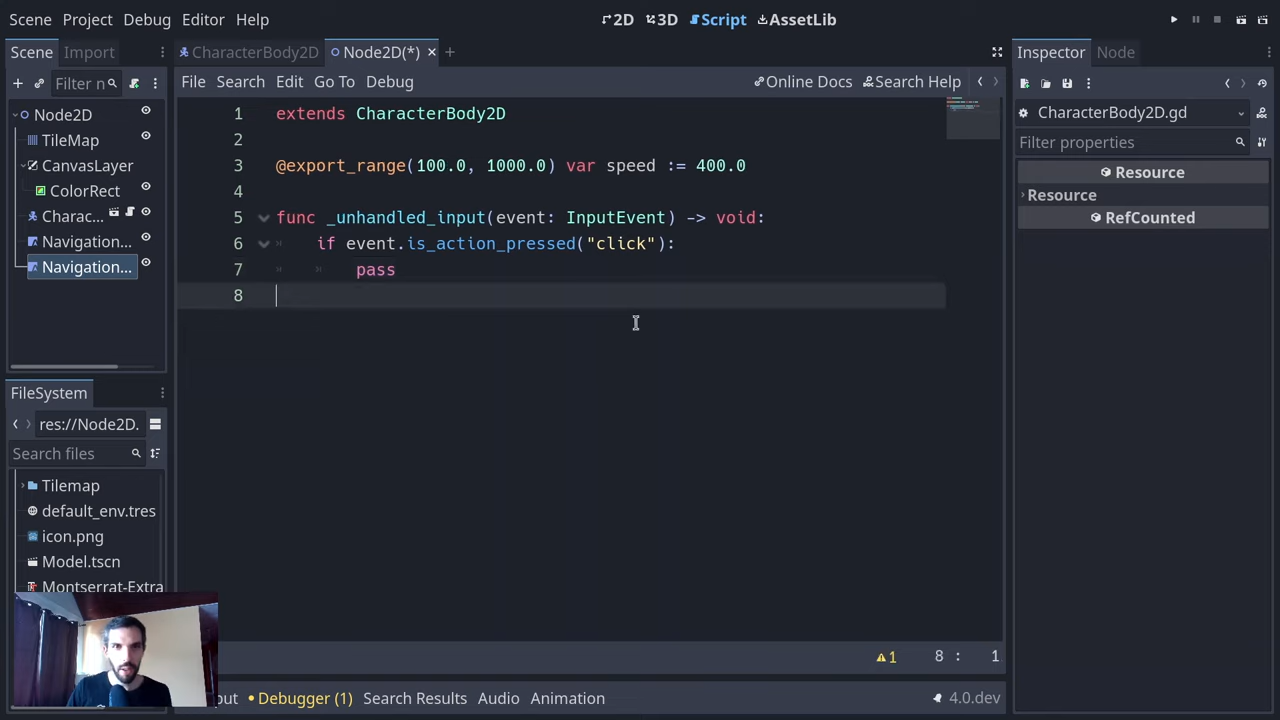 Scene Project Debug Editor Help
2D 3D Script AssetLib
Scene Import
CharacterBody2D Node2D(*)
Inspector Node
Filter n
File Search Edit Go To Debug
Online Docs Search Help
CharacterBody2D.gd
Filter properties
Resource
Resource
RefCounted
Node2D
TileMap
CanvasLayer
ColorRect
Charac...
Navigation...
Navigation...
1 extends CharacterBody2D
2
3 @export_range(100.0, 1000.0) var speed := 400.0
4
5 func _unhandled_input(event: InputEvent) -> void:
6 if event.is_action_pressed("click"):
7 pass
8
FileSystem
res://Node2D.
Search files
Tilemap
default_env.tres
icon.png
Model.tscn
Montserrat-Extra
1 8 : 1
put Debugger (1) Search Results Audio Animation
4.0.dev